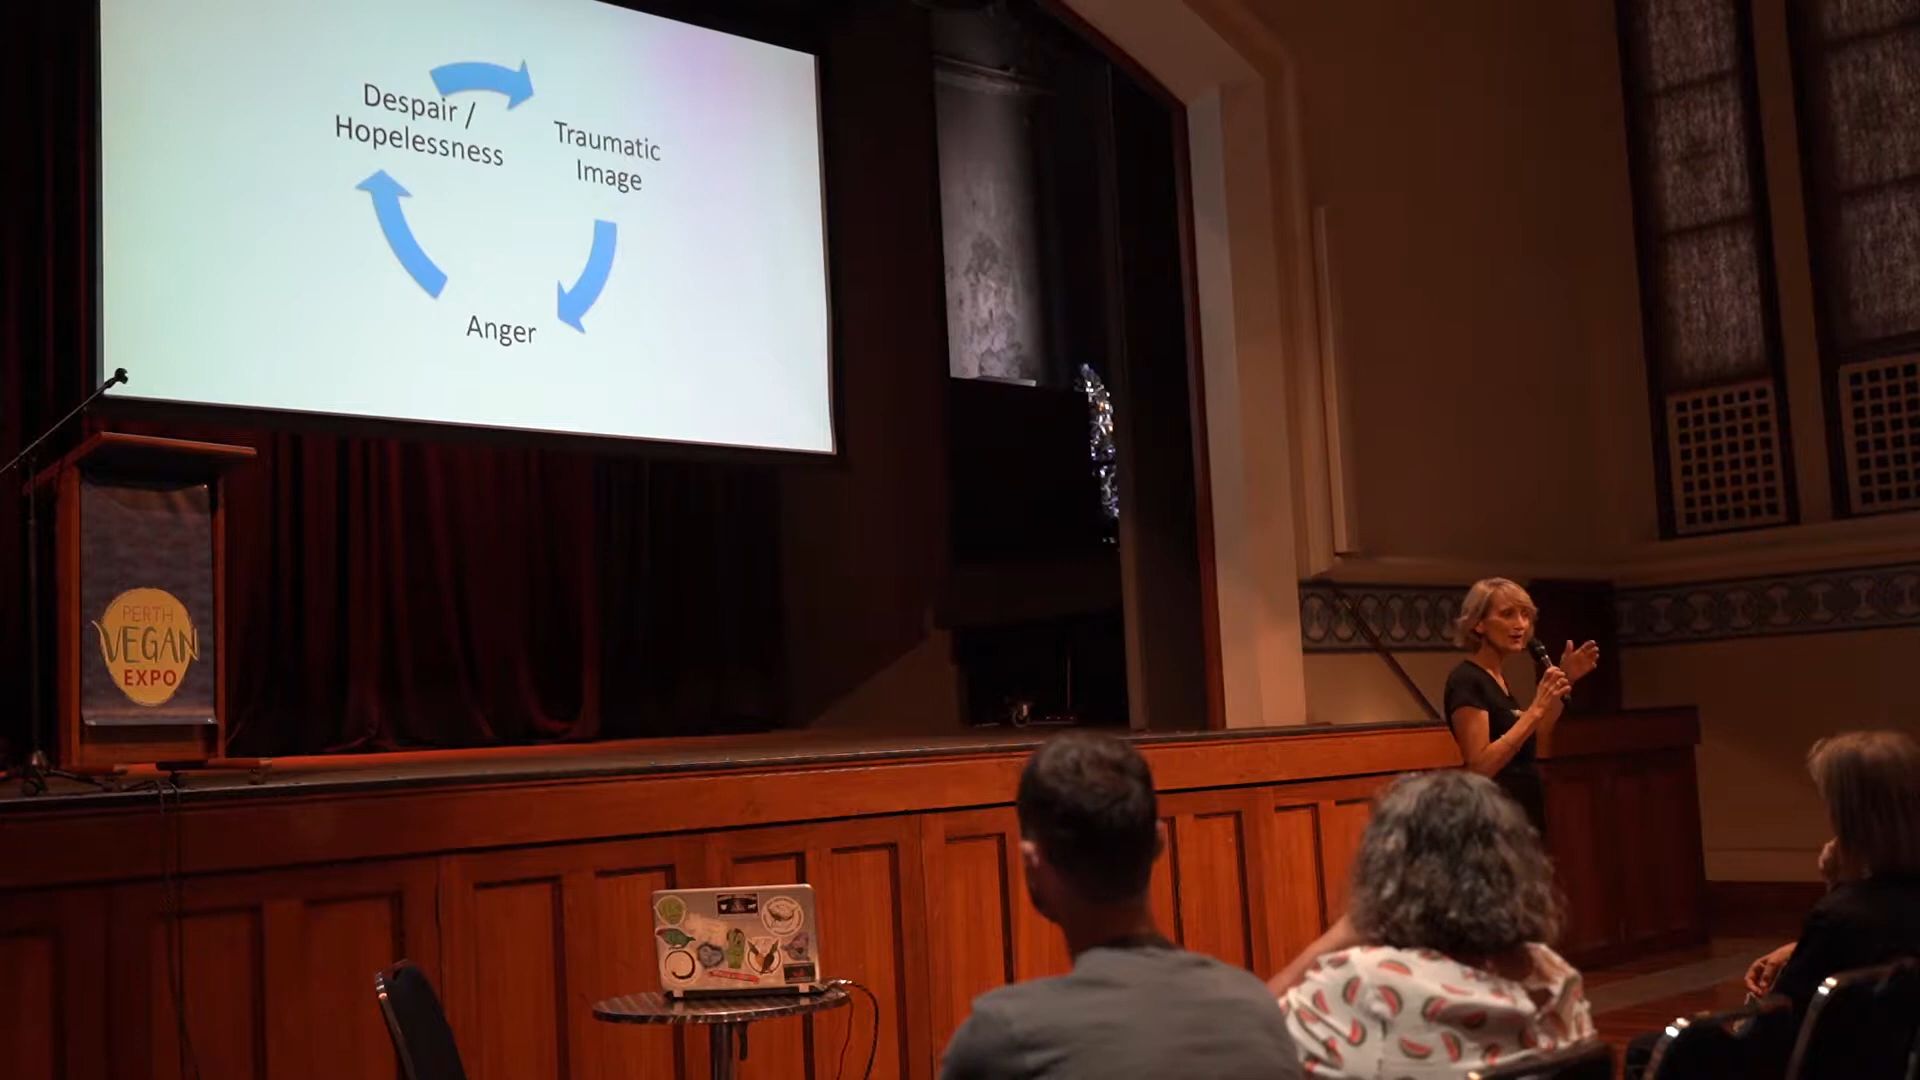 Despair /
Hopelessness
Traumatic
Image
Anger
PERTH
VEGAN
EXPO